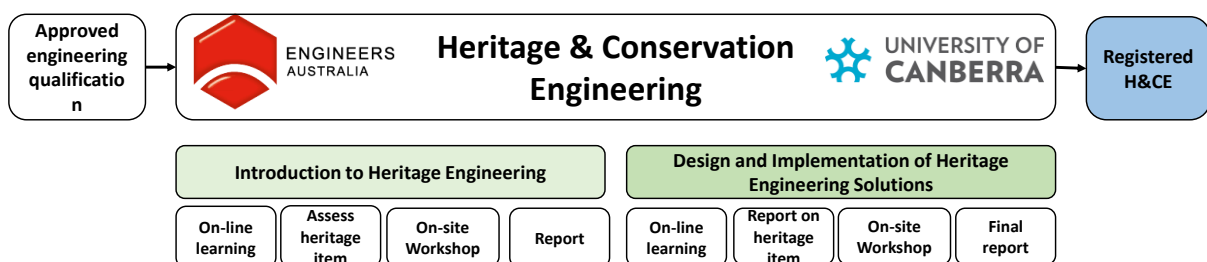 Approved
engineering
qualificatio
n
ENGINEERS
AUSTRALIA
Heritage & Conservation
Engineering
UNIVERSITY OF
CANBERRA
Registered
H&CE
Introduction to Heritage Engineering
Design and Implementation of Heritage
Engineering Solutions
On-line
learning
Assess
heritage
item
On-site
Workshop
Report
On-line
learning
Report on
heritage
item
On-site
Workshop
Final
report